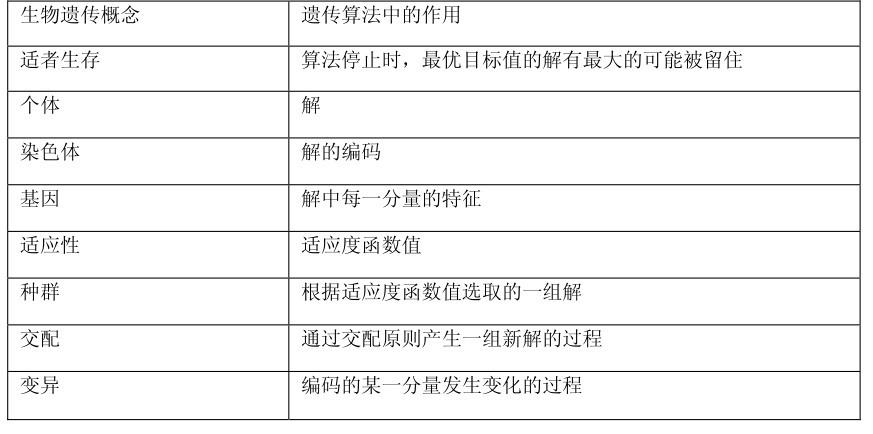 生物遗传概念 遗传算法中的作用
适者生存 算法停止时，最优目标值的解有最大的可能被留住
个体 解
染色体 解的编码
基因 解中每一分量的特征
适应性 适应度函数值
种群 根据适应度函数值选取的一组解
交配 通过交配原则产生一组新解的过程
变异 编码的某一分量发生变化的过程